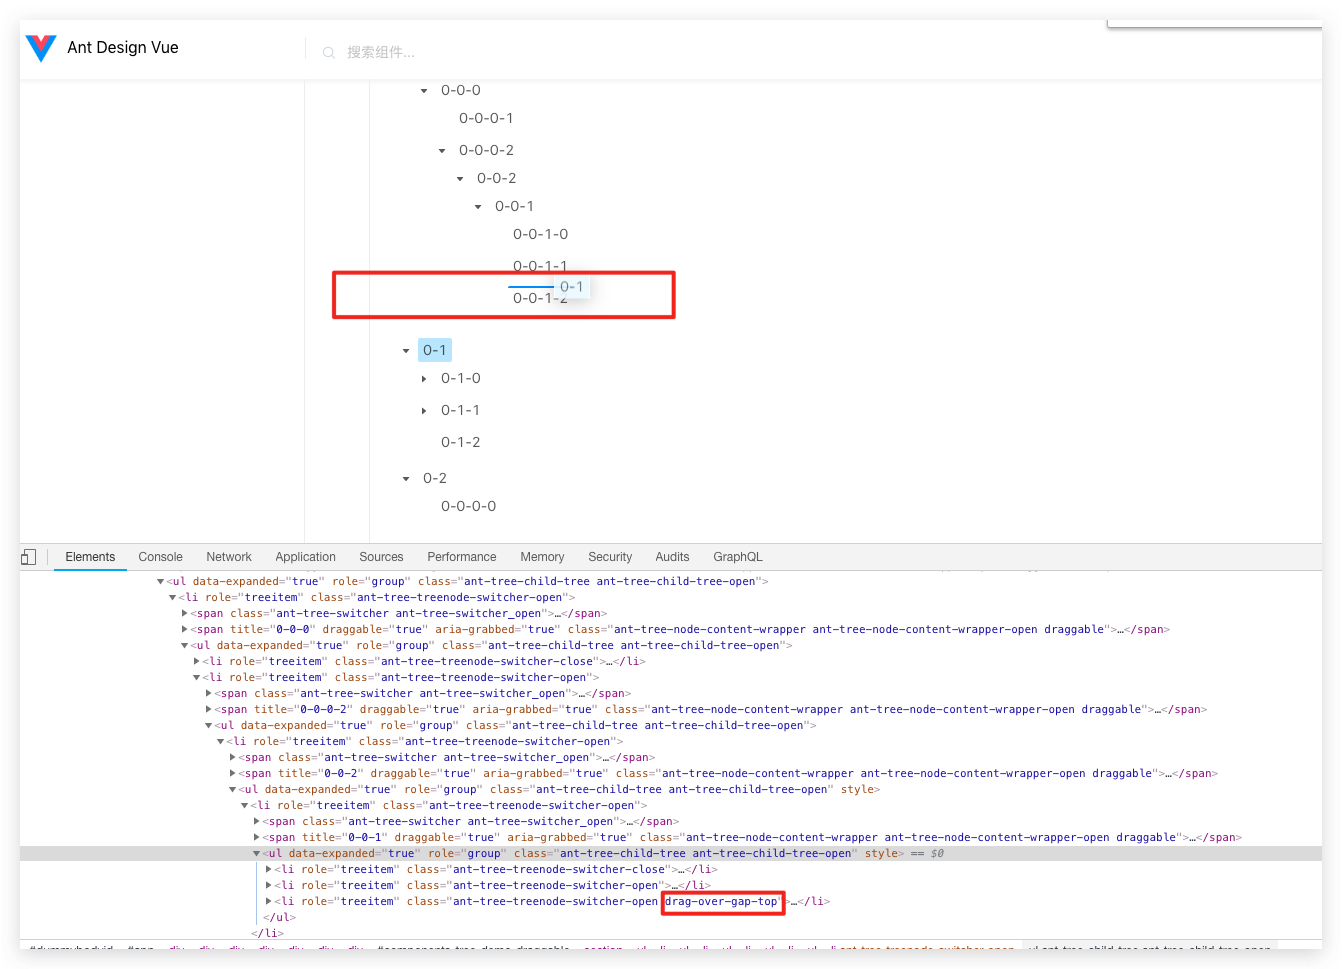 Ant Design Vue
搜索组件...
0-0-0
0-0-0-1
0-0-0-2
0-0-2
0-0-1
0-0-1-0
0-0-1-1
0-1
0-0-1-2
0-1
0-1-0
0-1-1
0-1-2
0-2
0-0-0-0
Elements Console Network Application Sources Performance Memory Security Audits GraphQL
<ul data-expanded="true" role="group" class="ant-tree-child-tree ant-tree-child-tree-open">
<li role="treeitem" class="ant-tree-treenode-switcher-open">
<span class="ant-tree-switcher ant-tree-switcher_open">…</span>
<span title="0-0-0" draggable="true" aria-grabbed="true" class="ant-tree-node-content-wrapper ant-tree-node-content-wrapper-open draggable">…</span>
<ul data-expanded="true" role="group" class="ant-tree-child-tree ant-tree-child-tree-open">
<li role="treeitem" class="ant-tree-treenode-switcher-close">…</li>
<li role="treeitem" class="ant-tree-treenode-switcher-open">
<span class="ant-tree-switcher ant-tree-switcher_open">…</span>
<span title="0-0-0-2" draggable="true" aria-grabbed="true" class="ant-tree-node-content-wrapper ant-tree-node-content-wrapper-open draggable">…</span>
<ul data-expanded="true" role="group" class="ant-tree-child-tree ant-tree-child-tree-open">
<li role="treeitem" class="ant-tree-treenode-switcher-open">
<span class="ant-tree-switcher ant-tree-switcher_open">…</span>
<span title="0-0-2" draggable="true" aria-grabbed="true" class="ant-tree-node-content-wrapper ant-tree-node-content-wrapper-open draggable">…</span>
<ul data-expanded="true" role="group" class="ant-tree-child-tree ant-tree-child-tree-open" style>
<li role="treeitem" class="ant-tree-treenode-switcher-open">
<span class="ant-tree-switcher ant-tree-switcher_open">…</span>
<span title="0-0-1" draggable="true" aria-grabbed="true" class="ant-tree-node-content-wrapper ant-tree-node-content-wrapper-open draggable">…</span>
<ul data-expanded="true" role="group" class="ant-tree-child-tree ant-tree-child-tree-open" style> == $0
<li role="treeitem" class="ant-tree-treenode-switcher-close">…</li>
<li role="treeitem" class="ant-tree-treenode-switcher-open">…</li>
<li role="treeitem" class="ant-tree-treenode-switcher-open drag-over-gap-top">…</li>
</ul>
</li>